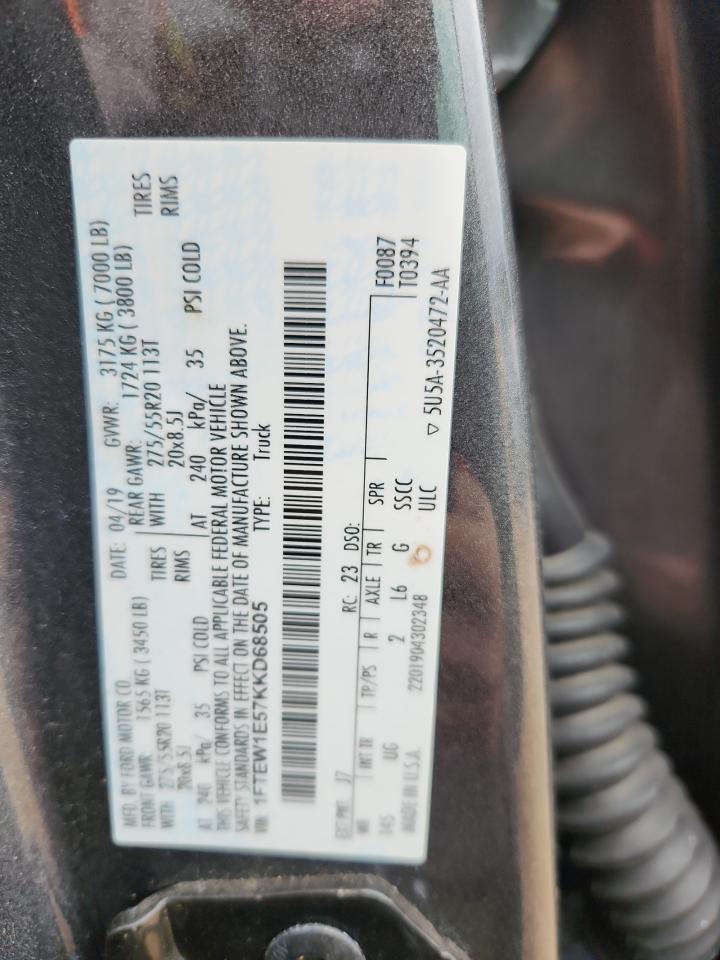 MFD. BY FORD MOTOR CO. DATE: 04/19 GVWR: 3175 KG ( 7000 LB)
FRONT GAWR: 1565 KG ( 3450 LB) REAR GAWR: 1724 KG ( 3800 LB)
WITH 275/55R20 113T TIRES WITH 275/55R20 113T TIRES
20x8.5J RIMS 20x8.5J RIMS
AT 240 kPa/ 35 PSI COLD AT 240 kPa/ 35 PSI COLD
THIS VEHICLE CONFORMS TO ALL APPLICABLE FEDERAL MOTOR VEHICLE
SAFETY STANDARDS IN EFFECT ON THE DATE OF MANUFACTURE SHOWN ABOVE.
VIN: 1FTEW1E57KKD68505 TYPE: Truck
EXT PNT: J7 RC: 23 DSO: F0087
WB INT TR TP/PS R AXLE TR SPR T0394
145 UG 2 L6 G SSCC
MADE IN U.S.A. 2201904302348 ULC ▽ 5U5A-3520472-AA